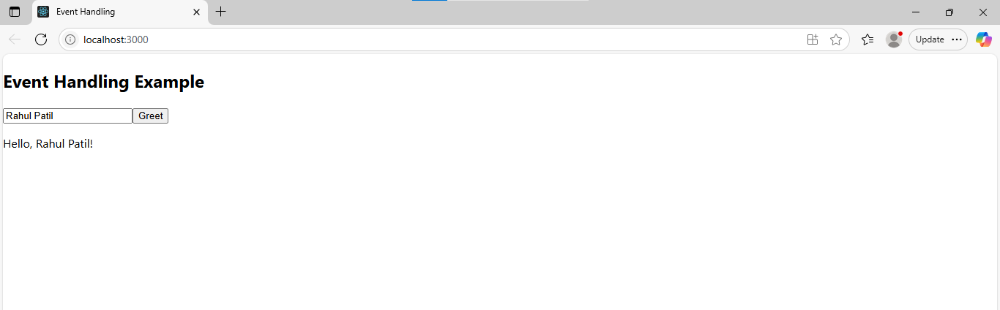 Event Handling
localhost:3000
Update
Event Handling Example
Rahul Patil Greet
Hello, Rahul Patil!